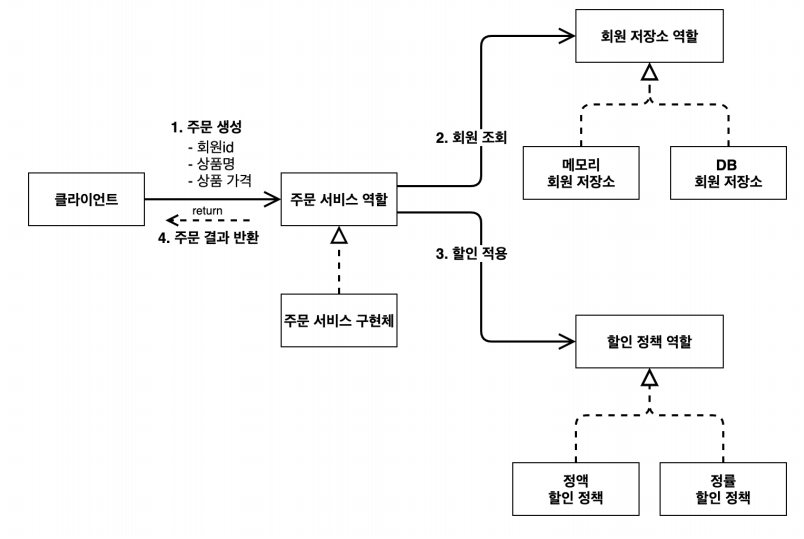 회원 저장소 역할
2. 회원 조회
메모리
회원 저장소
DB
회원 저장소
1. 주문 생성
- 회원id
- 상품명
- 상품 가격
클라이언트
return
4. 주문 결과 반환
주문 서비스 역할
주문 서비스 구현체
3. 할인 적용
할인 정책 역할
정액
할인 정책
정률
할인 정책